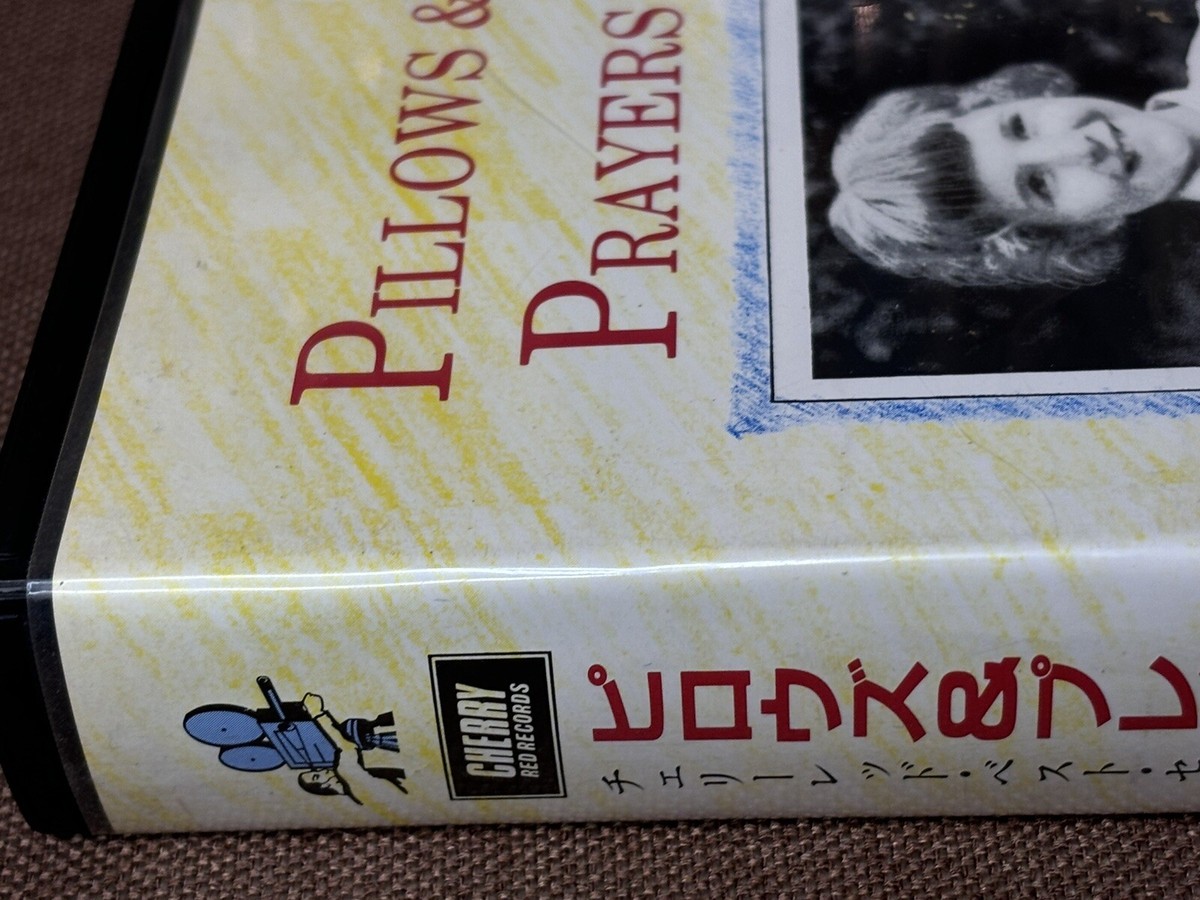 PILLOWS &
PRAYERS
CHERRY
RED RECORDS
ピロウズ&プレ
チェリーレッド・ベスト・セ